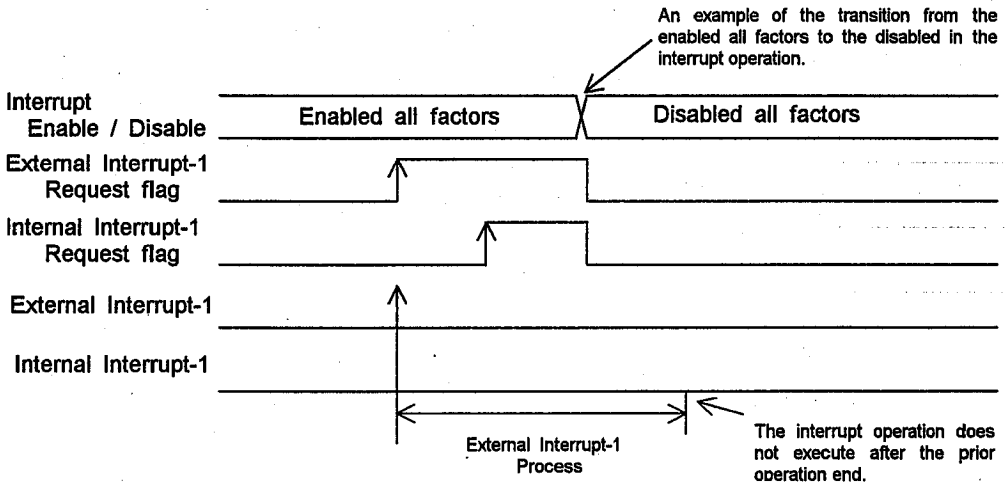 An example of the transition from the
enabled all factors to the disabled in the
interrupt operation.
Interrupt
Enable / Disable
Enabled all factors
Disabled all factors
External Interrupt-1
Request flag
Internal Interrupt-1
Request flag
External Interrupt-1
Internal Interrupt-1
External Interrupt-1
Process
The interrupt operation does
not execute after the prior
operation end.